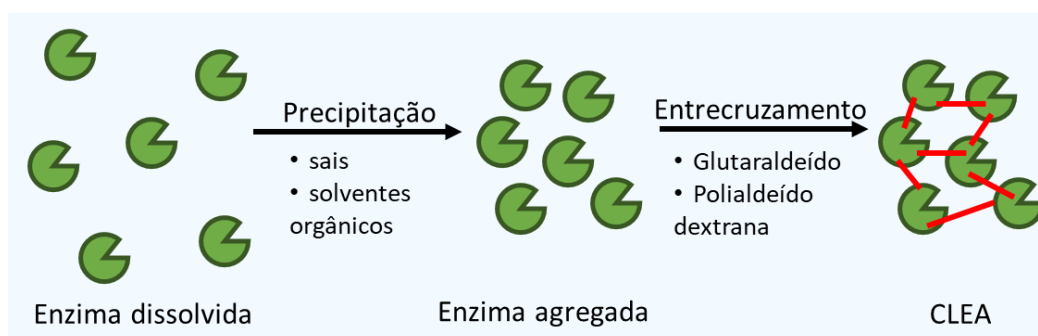 Precipitação
• sais
• solventes
orgânicos
Entrecruzamento
• Glutaraldeído
• Polialdeído
dextrana
Enzima dissolvida
Enzima agregada
CLEA